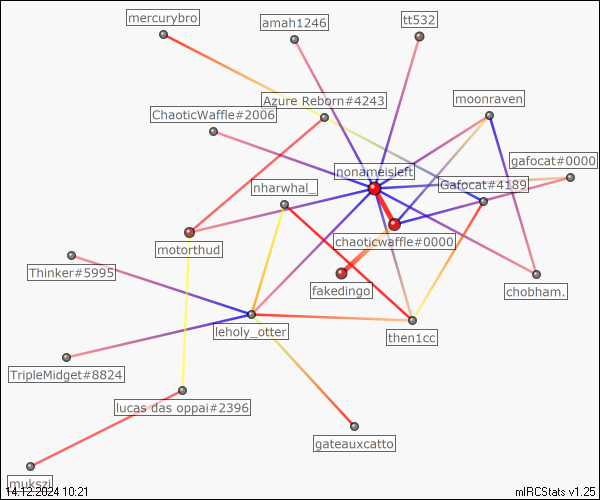 mercurybro
amah1246
tt532
Azure Reborn#4243
moonraven
ChaoticWaffle#2006
gafocat#0000
nonameisleft
nharwhal_
Gafocat#4189
chaoticwaffle#0000
motorthud
Thinker#5995
fakedingo
chobham.
leholy_otter
then1cc
TripleMidget#8824
lucas das oppai#2396
gateauxcatto
mukszi
14.12.2024 10:21
mIRCStats v1.25